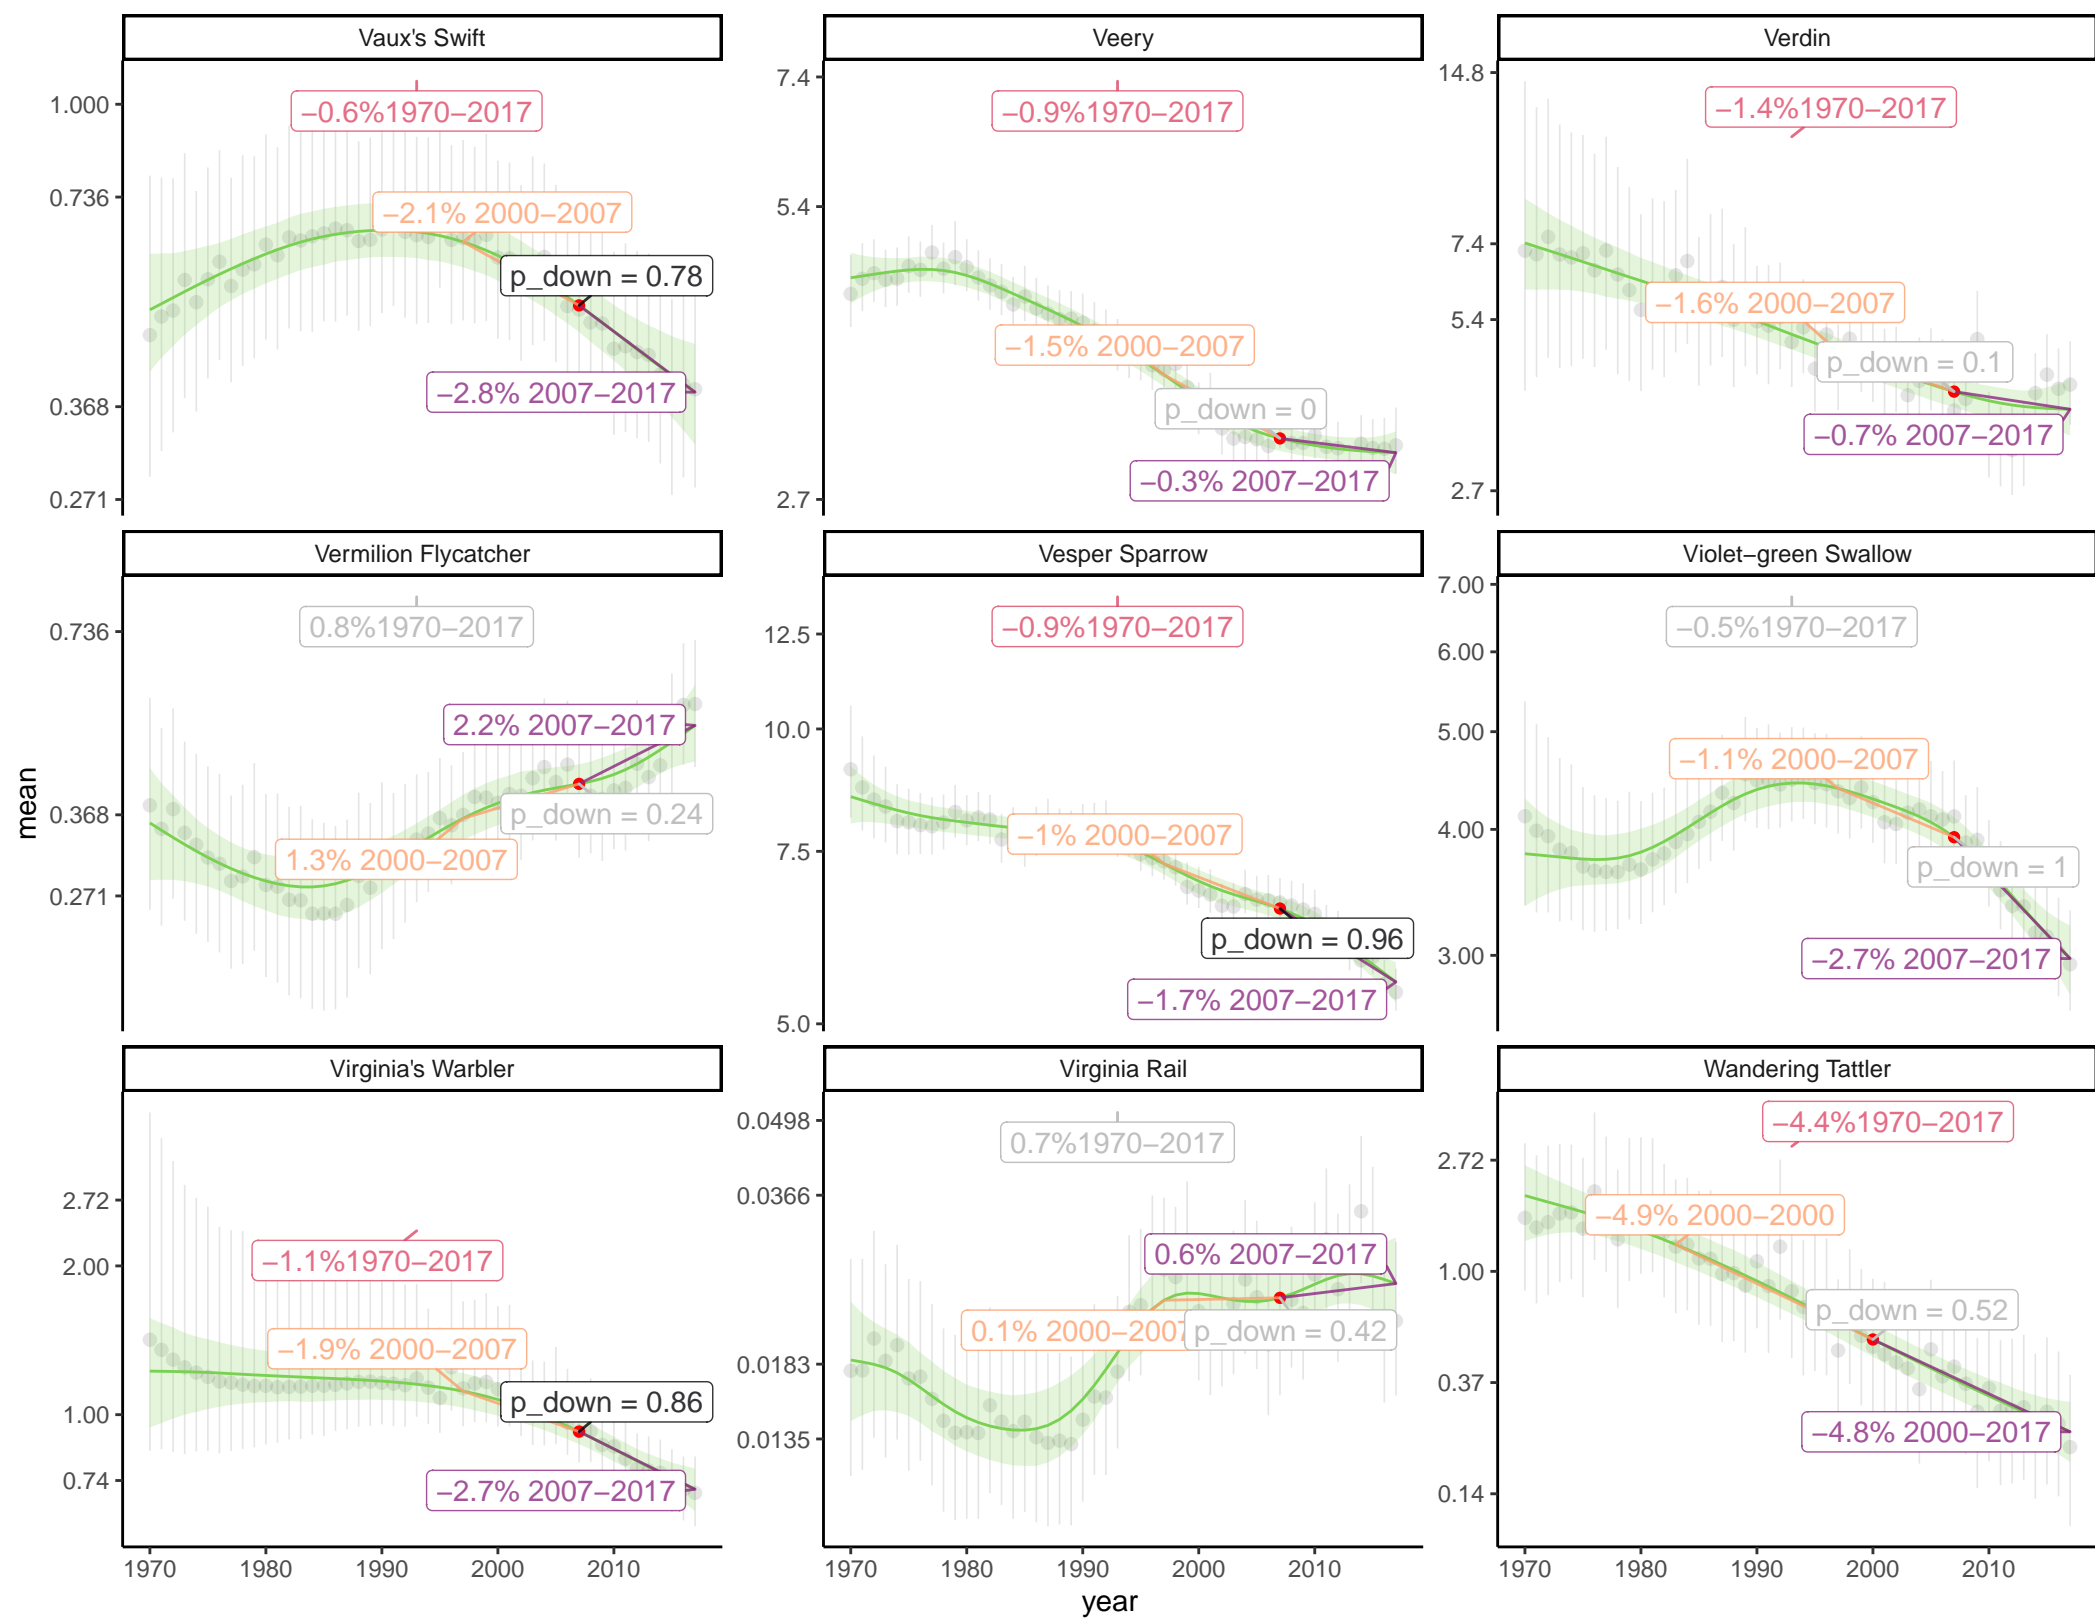 Vaux's Swift
1.000
0.736
0.368
0.271
−0.6%1970−2017
−2.1% 2000−2007
p_down = 0.78
−2.8% 2007−2017
Veery
7.4
5.4
2.7
−0.9%1970−2017
−1.5% 2000−2007
p_down = 0
−0.3% 2007−2017
Verdin
14.8
7.4
5.4
2.7
−1.4%1970−2017
−1.6% 2000−2007
p_down = 0.1
−0.7% 2007−2017
mean
Vermilion Flycatcher
0.736
0.368
0.271
0.8%1970−2017
2.2% 2007−2017
p_down = 0.24
1.3% 2000−2007
Vesper Sparrow
12.5
10.0
7.5
5.0
−0.9%1970−2017
−1% 2000−2007
p_down = 0.96
−1.7% 2007−2017
Violet−green Swallow
7.00
6.00
5.00
4.00
3.00
−0.5%1970−2017
−1.1% 2000−2007
p_down = 1
−2.7% 2007−2017
Virginia's Warbler
2.72
2.00
1.00
0.74
−1.1%1970−2017
−1.9% 2000−2007
p_down = 0.86
−2.7% 2007−2017
1970 1980 1990 2000 2010
Virginia Rail
0.0498
0.0366
0.0183
0.0135
0.7%1970−2017
0.6% 2007−2017
0.1% 2000−2007
p_down = 0.42
1970 1980 1990 2000 2010
Wandering Tattler
2.72
1.00
0.37
0.14
−4.4%1970−2017
−4.9% 2000−2000
p_down = 0.52
−4.8% 2000−2017
1970 1980 1990 2000 2010
year